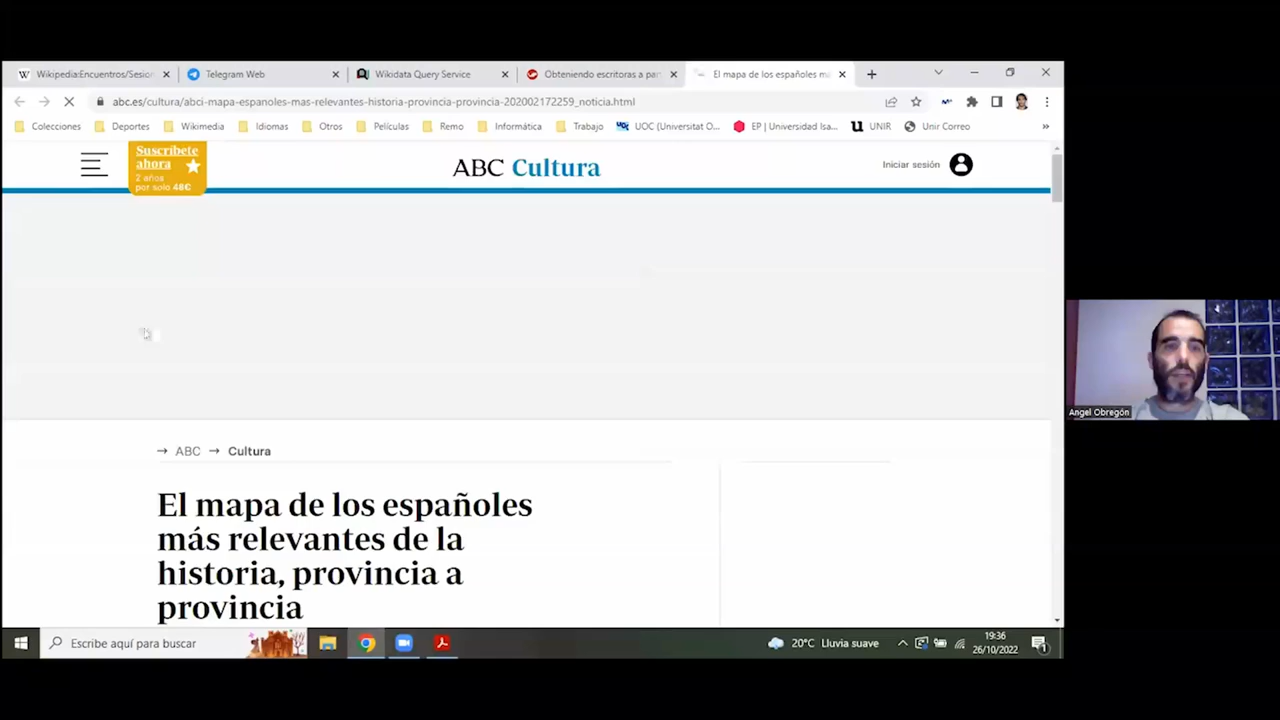 Wikipedia:Encuentros/Sesion
Telegram Web
Wikidata Query Service
Obteniendo escritoras a par
El mapa de los españoles m
abc.es/cultura/abci-mapa-espanoles-mas-relevantes-historia-provincia-provincia-202002172259_noticia.html
Colecciones
Deportes
Wikimedia
Idiomas
Otros
Películas
Remo
Informática
Trabajo
UOC (Universitat O...
EP | Universidad Isa...
UNIR
Unir Correo
»
Suscríbete
ahora
2 años
por solo 48€
ABC Cultura
Iniciar sesión
→ ABC → Cultura
El mapa de los españoles
más relevantes de la
historia, provincia a
provincia
Angel Obregón
Escribe aquí para buscar
20°C Lluvia suave
19:36
26/10/2022
1